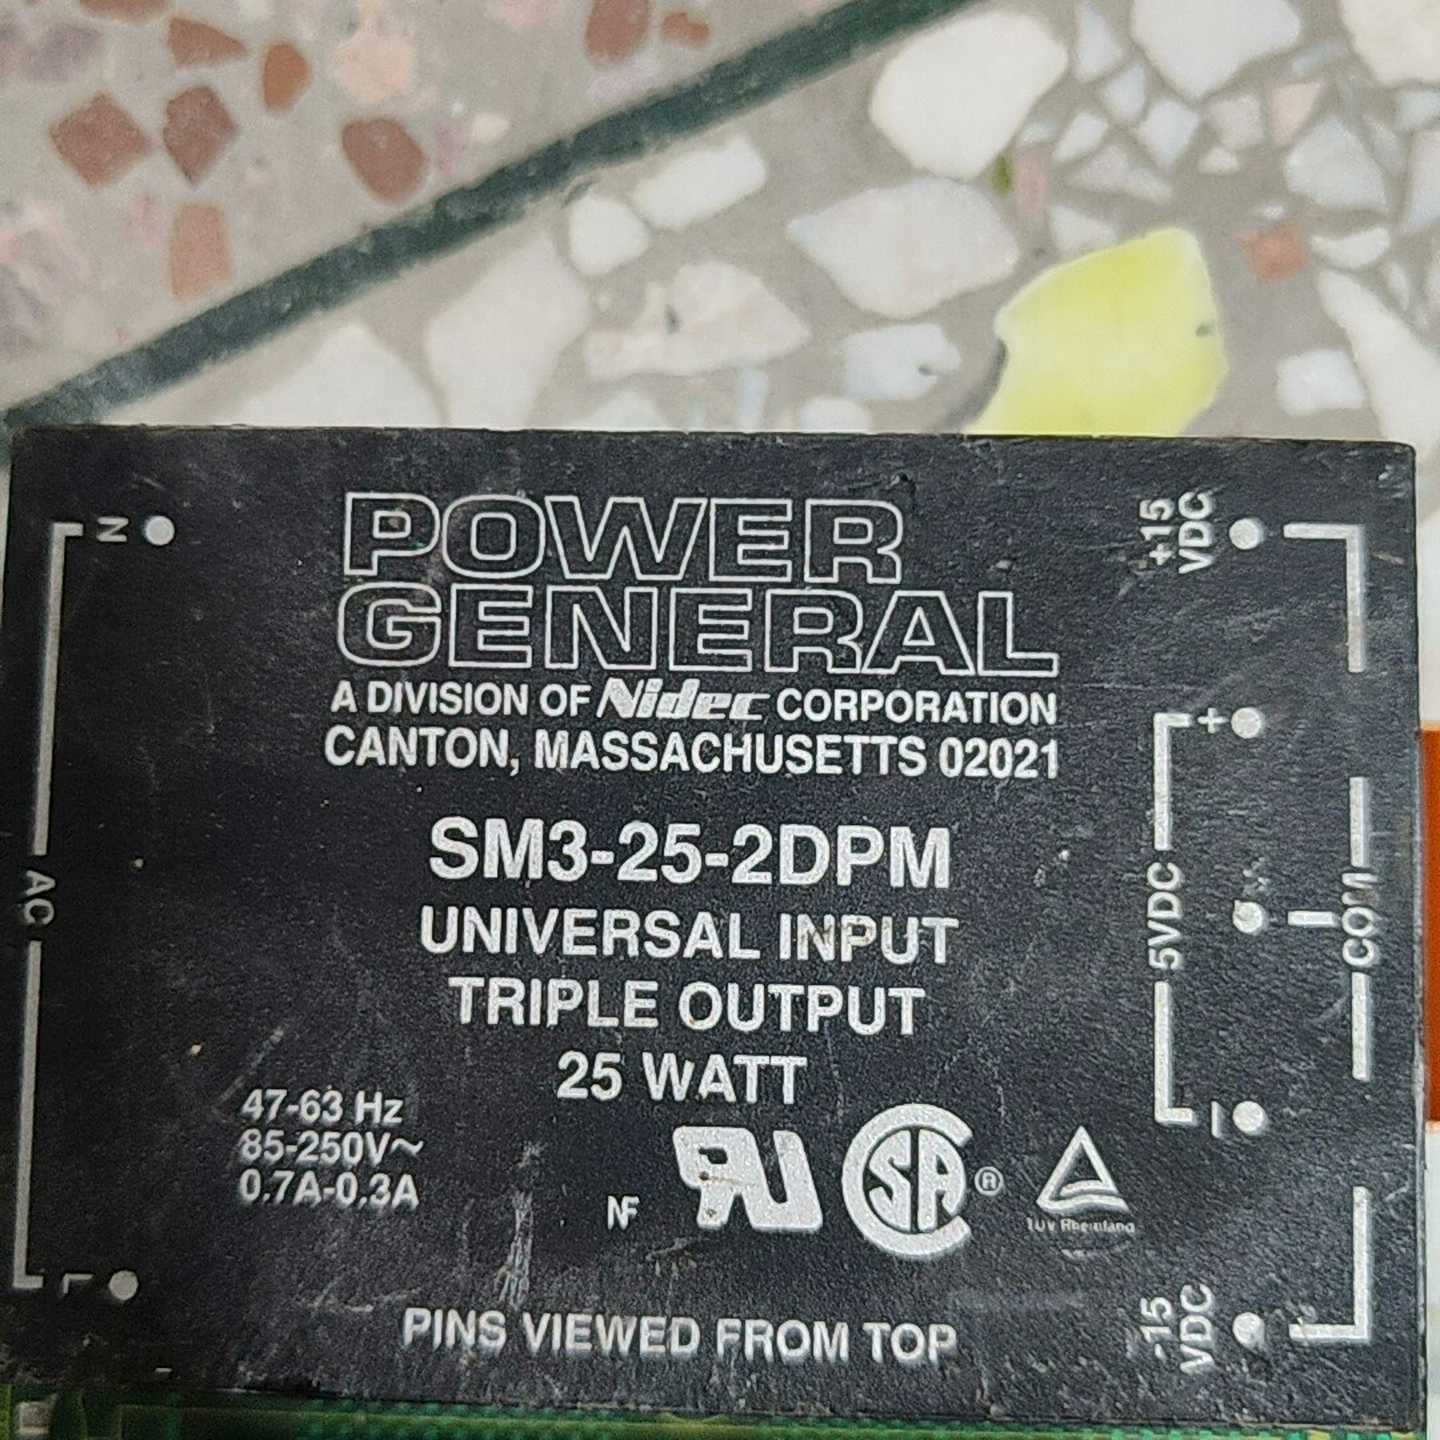 POWER
GENERAL
A DIVISION OF Nidec CORPORATION
CANTON, MASSACHUSETTS 02021
SM3-25-2DPM
UNIVERSAL INPUT
TRIPLE OUTPUT
25 WATT
47-63 Hz
85-250V~
0.7A-0.3A
NF
SA ®
TUV Rheinland
PINS VIEWED FROM TOP
N
AC
L
+15
VDC
+
5VDC
COM
-
-15
VDC